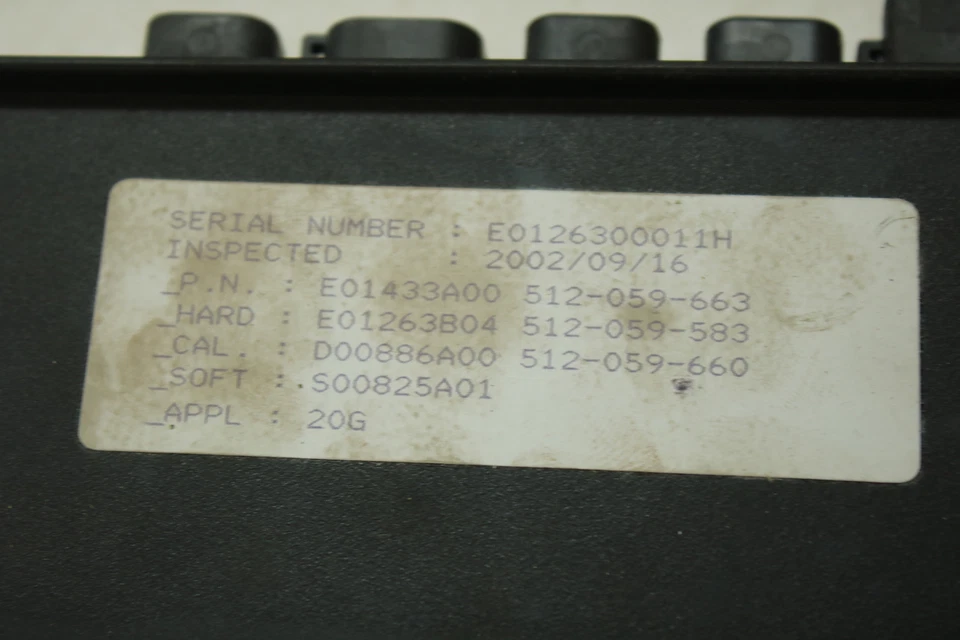 SERIAL NUMBER : E0126300011H
INSPECTED : 2002/09/16
_P.N. : E01433A00 512-059-663
_HARD : E01263B04 512-059-583
_CAL. : D00886A00 512-059-660
_SOFT : S00825A01
_APPL : 20G